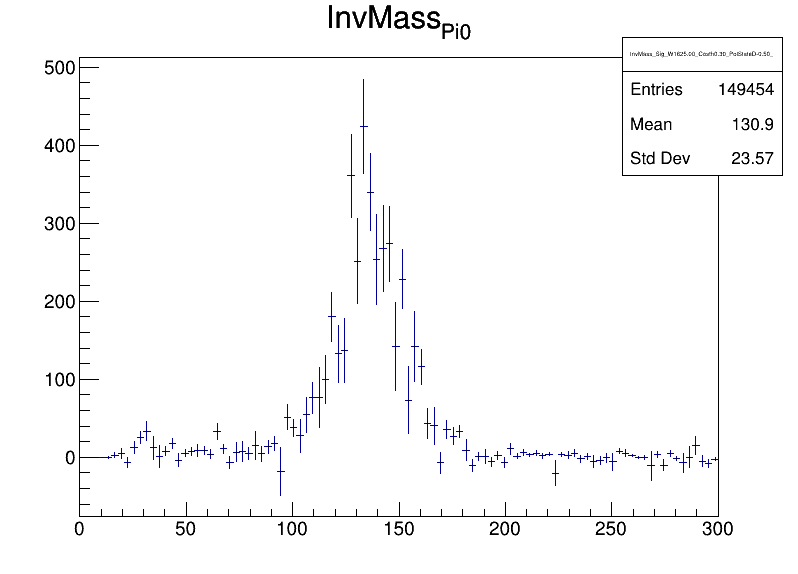 InvMass_Pi0
InvMass_Sig_W1625.00_Costh0.30_PolStateD-0.50_
Entries 149454
Mean 130.9
Std Dev 23.57
500
400
300
200
100
0
0 50 100 150 200 250 300